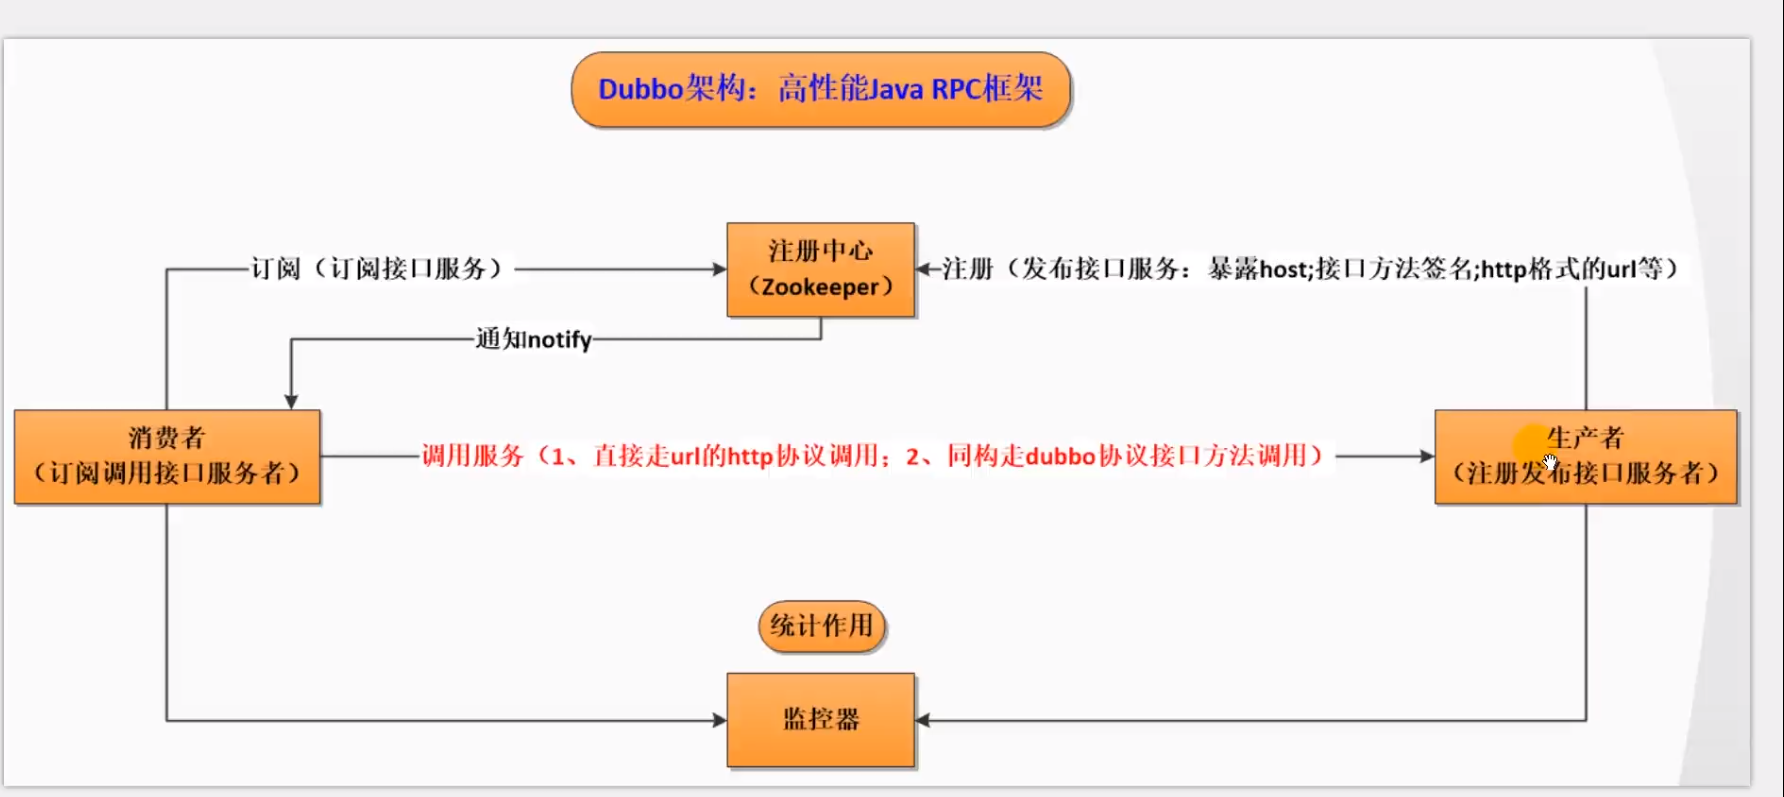 Dubbo架构：高性能Java RPC框架
注册中心
（Zookeeper）
订阅（订阅接口服务）
注册（发布接口服务：暴露host;接口方法签名;http格式的url等）
通知notify
消费者
（订阅调用接口服务者）
调用服务（1、直接走url的http协议调用；2、同构走dubbo协议接口方法调用）
生产者
（注册发布接口服务者）
统计作用
监控器